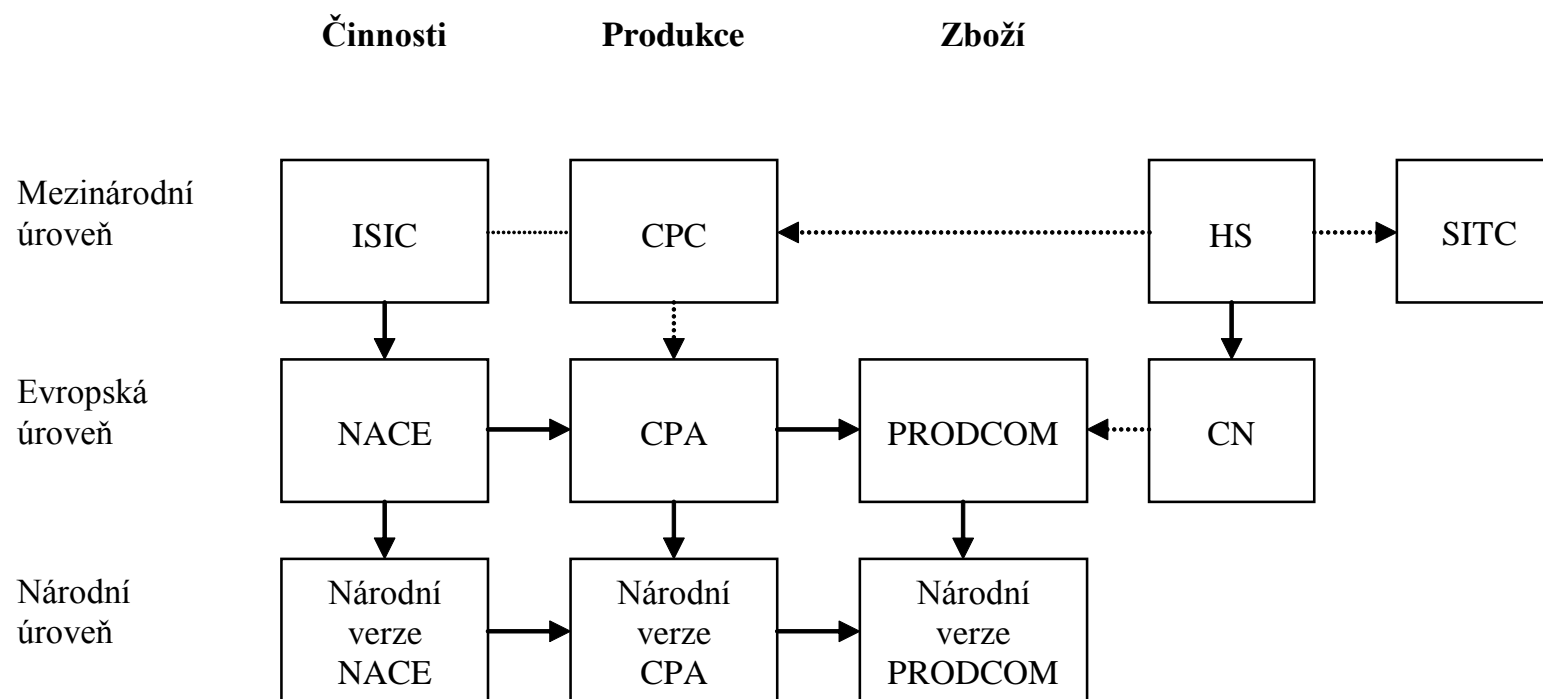 Činnosti Produkce Zboží
Mezinárodní
úroveň
ISIC CPC HS SITC
Evropská
úroveň
NACE CPA PRODCOM CN
Národní
úroveň
Národní
verze
NACE
Národní
verze
CPA
Národní
verze
PRODCOM